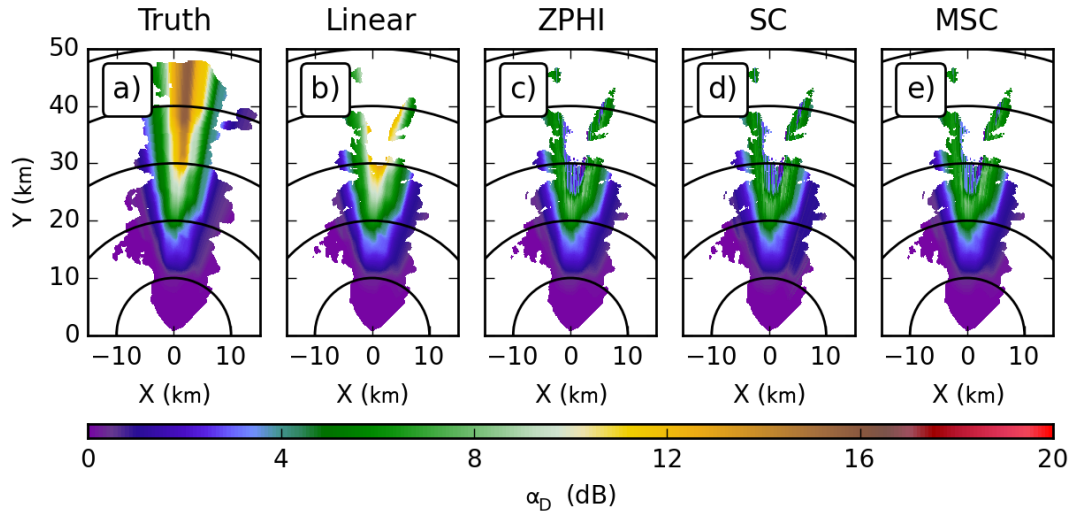 Truth Linear ZPHI SC MSC
50 a) b) c) d) e)
40
30
20
10
0
Y (km)
−10 0 10 −10 0 10 −10 0 10 −10 0 10 −10 0 10
X (km) X (km) X (km) X (km) X (km)
0 4 8 12 16 20
α_D (dB)